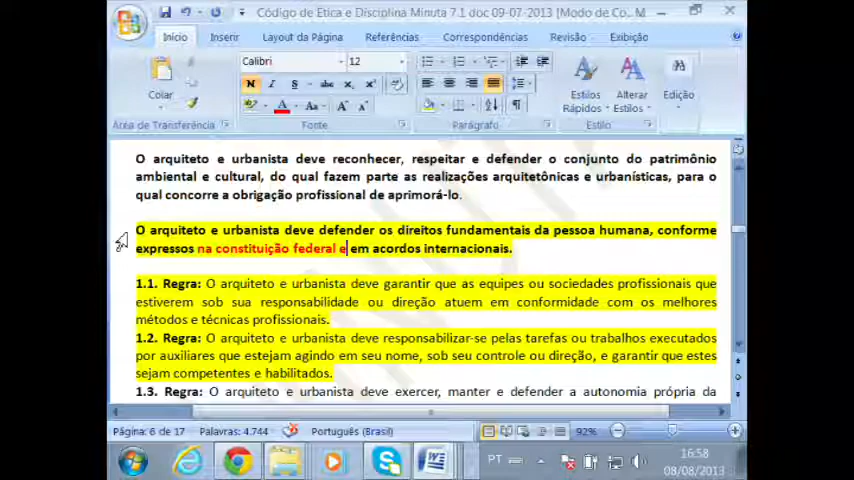 Código de Etica e Disciplina Minuta 7.1 doc 09-07-2013 [Modo de Co... M...
Início Inserir Layout da Página Referências Correspondências Revisão Exibição
Calibri 12
Colar
N I S abc x₂ x²
A Aa A A
Estilos Rápidos Alterar Estilos Edição
Área de Transferência Fonte Parágrafo Estilo
O arquiteto e urbanista deve reconhecer, respeitar e defender o conjunto do patrimônio
ambiental e cultural, do qual fazem parte as realizações arquitetônicas e urbanísticas, para o
qual concorre a obrigação profissional de aprimorá-lo.
O arquiteto e urbanista deve defender os direitos fundamentais da pessoa humana, conforme
expressos na constituição federal e em acordos internacionais.
1.1. Regra: O arquiteto e urbanista deve garantir que as equipes ou sociedades profissionais que
estiverem sob sua responsabilidade ou direção atuem em conformidade com os melhores
métodos e técnicas profissionais.
1.2. Regra: O arquiteto e urbanista deve responsabilizar-se pelas tarefas ou trabalhos executados
por auxiliares que estejam agindo em seu nome, sob seu controle ou direção, e garantir que estes
sejam competentes e habilitados.
1.3. Regra: O arquiteto e urbanista deve exercer, manter e defender a autonomia própria da
Página: 6 de 17 Palavras: 4.744 Português (Brasil) 92%
PT 16:58
08/08/2013